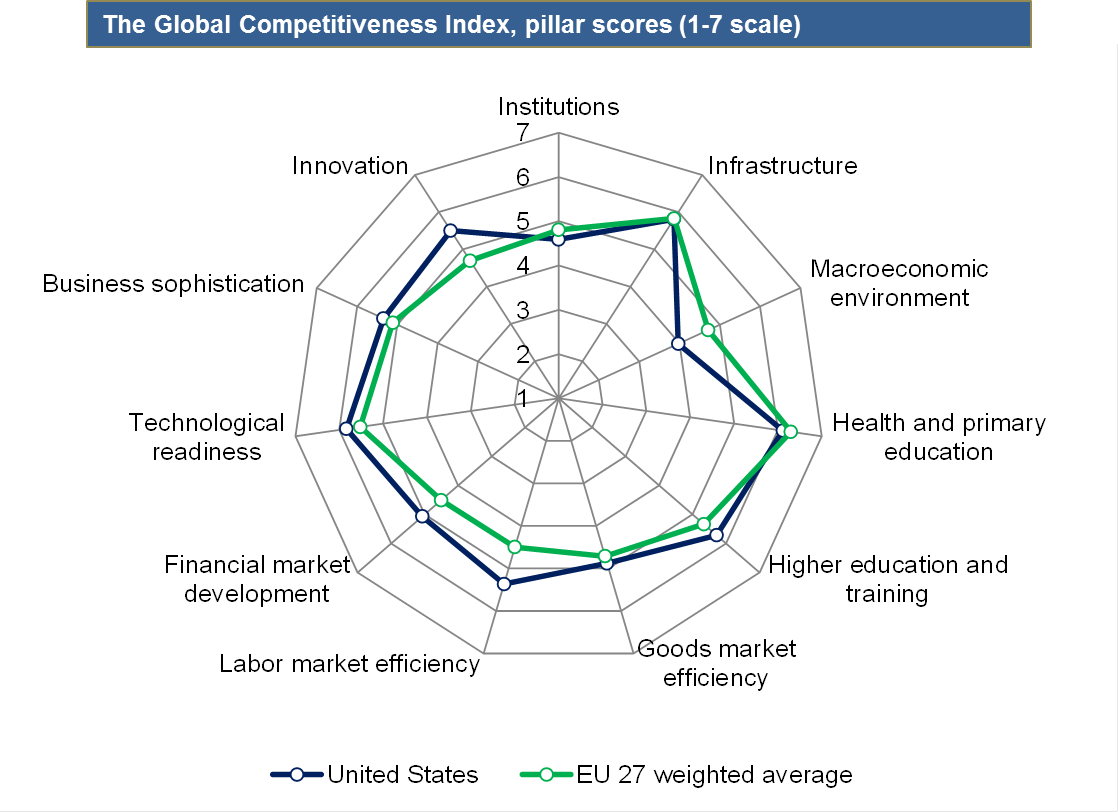 The Global Competitiveness Index, pillar scores (1-7 scale)
Institutions
7
Innovation
Infrastructure
6
5
4
Macroeconomic
environment
Business sophistication
3
2
1
Technological
readiness
Health and primary
education
Financial market
development
Higher education and
training
Labor market efficiency
Goods market
efficiency
United States
EU 27 weighted average